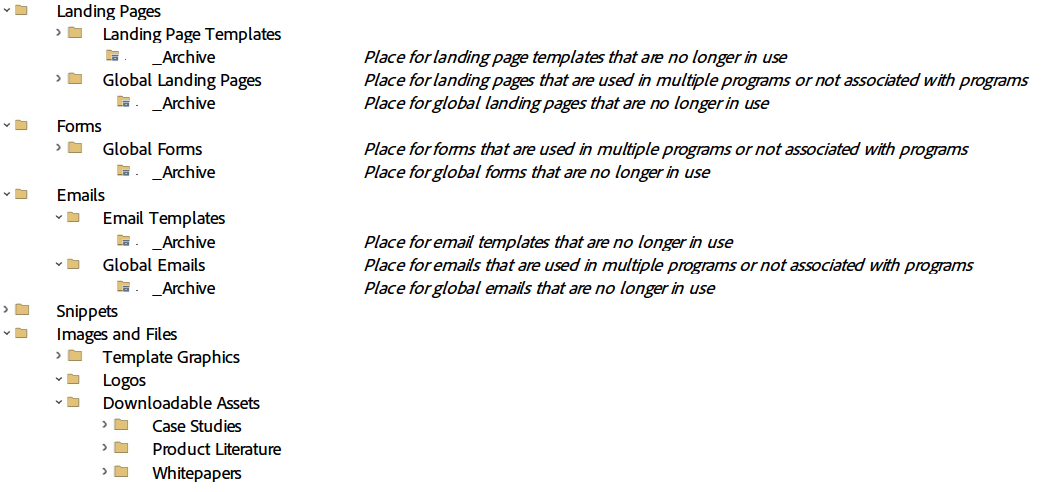 Landing Pages
Landing Page Templates
_Archive Place for landing page templates that are no longer in use
Global Landing Pages Place for landing pages that are used in multiple programs or not associated with programs
_Archive Place for global landing pages that are no longer in use
Forms
Global Forms Place for forms that are used in multiple programs or not associated with programs
_Archive Place for global forms that are no longer in use
Emails
Email Templates
_Archive Place for email templates that are no longer in use
Global Emails Place for emails that are used in multiple programs or not associated with programs
_Archive Place for global emails that are no longer in use
Snippets
Images and Files
Template Graphics
Logos
Downloadable Assets
Case Studies
Product Literature
Whitepapers